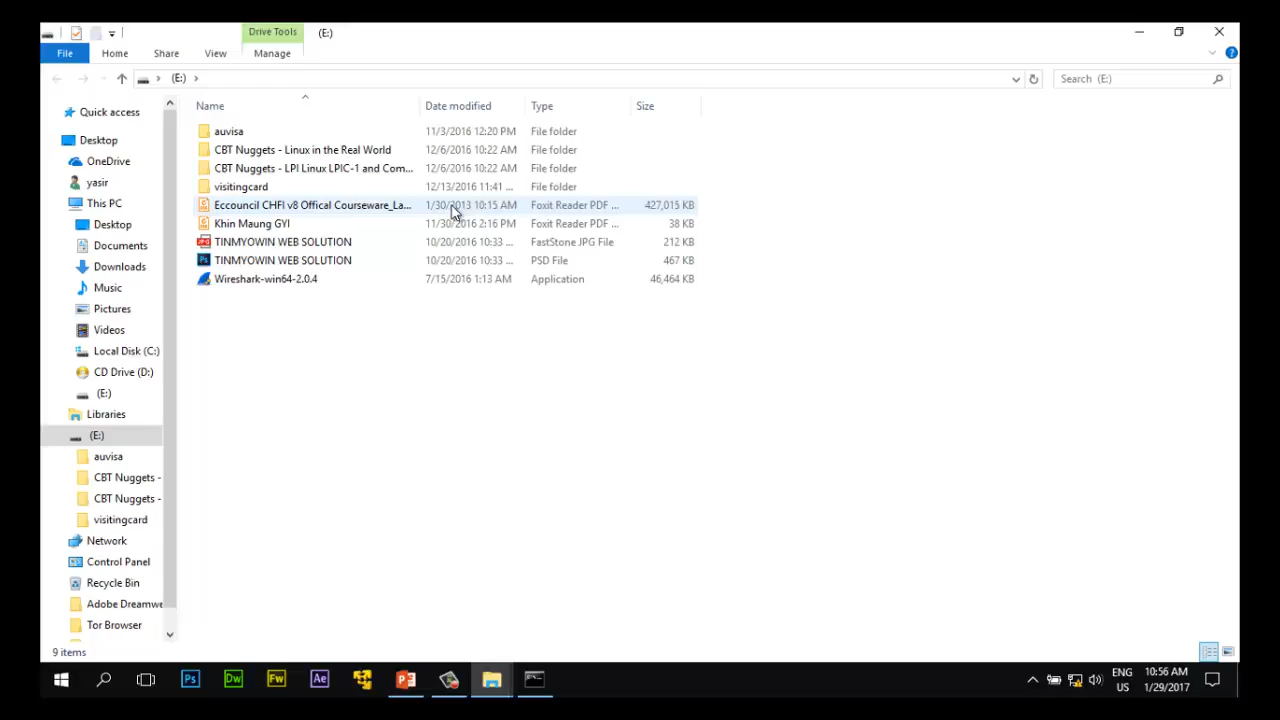 Drive Tools (E:)
File Home Share View Manage
(E:)
Search (E:)
Name Date modified Type Size
auvisa 11/3/2016 12:20 PM File folder
CBT Nuggets - Linux in the Real World 12/6/2016 10:22 AM File folder
CBT Nuggets - LPI Linux LPIC-1 and Com... 12/6/2016 10:22 AM File folder
visitingcard 12/13/2016 11:41 ... File folder
Eccouncil CHFI v8 Offical Courseware_La... 1/30/2013 10:15 AM Foxit Reader PDF ... 427,015 KB
Khin Maung GYI 11/30/2016 2:16 PM Foxit Reader PDF ... 38 KB
TINMYOWIN WEB SOLUTION 10/20/2016 10:33 ... FastStone JPG File 212 KB
TINMYOWIN WEB SOLUTION 10/20/2016 10:33 ... PSD File 467 KB
Wireshark-win64-2.0.4 7/15/2016 1:13 AM Application 46,464 KB
Quick access
Desktop
OneDrive
yasir
This PC
Desktop
Documents
Downloads
Music
Pictures
Videos
Local Disk (C:)
CD Drive (D:)
(E:)
Libraries
(E:)
auvisa
CBT Nuggets -
CBT Nuggets -
visitingcard
Network
Control Panel
Recycle Bin
Adobe Dreamwe
Tor Browser
9 items
Ps Dw Fw Ae
ENG
US
10:56 AM
1/29/2017